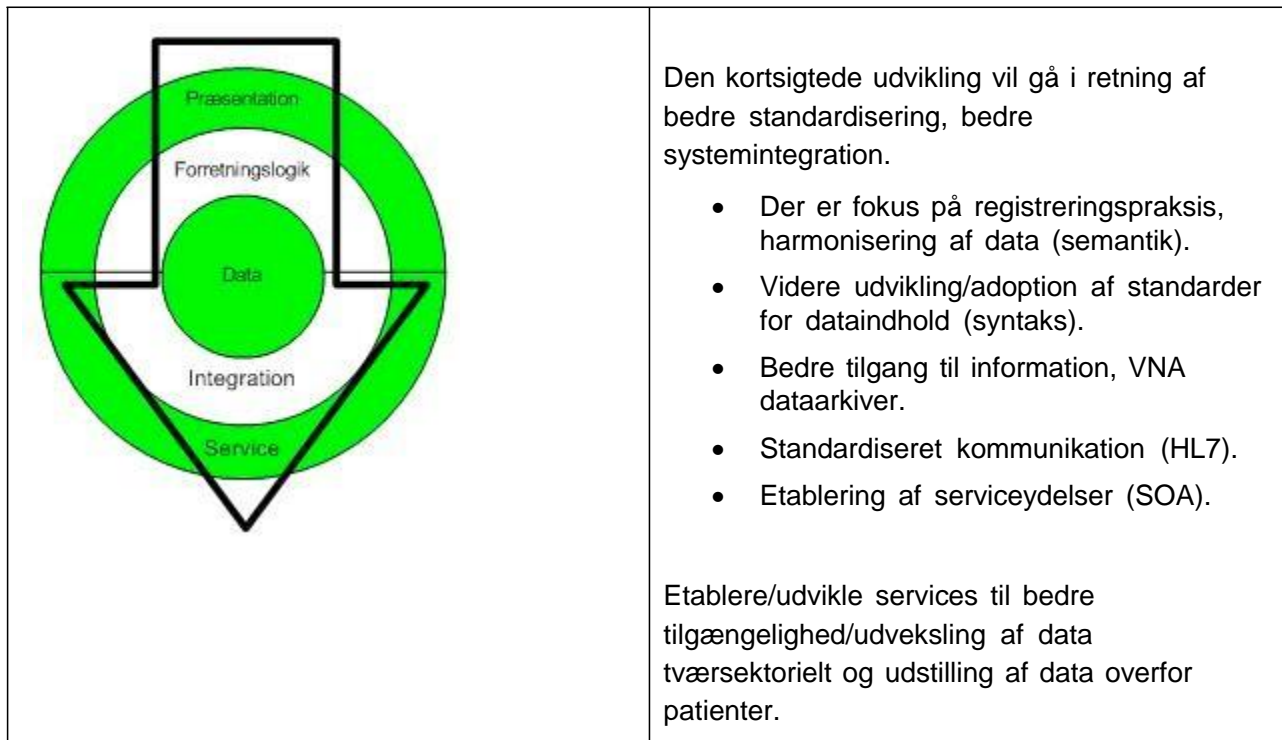 Præsentation
Forretningslogik
Data
Integration
Service
Den kortsigtede udvikling vil gå i retning af
bedre standardisering, bedre
systemintegration.
• Der er fokus på registreringspraksis,
harmonisering af data (semantik).
• Videre udvikling/adoption af standarder
for dataindhold (syntaks).
• Bedre tilgang til information, VNA
dataarkiver.
• Standardiseret kommunikation (HL7).
• Etablering af serviceydelser (SOA).
Etablere/udvikle services til bedre
tilgængelighed/udveksling af data
tværsektorielt og udstilling af data overfor
patienter.